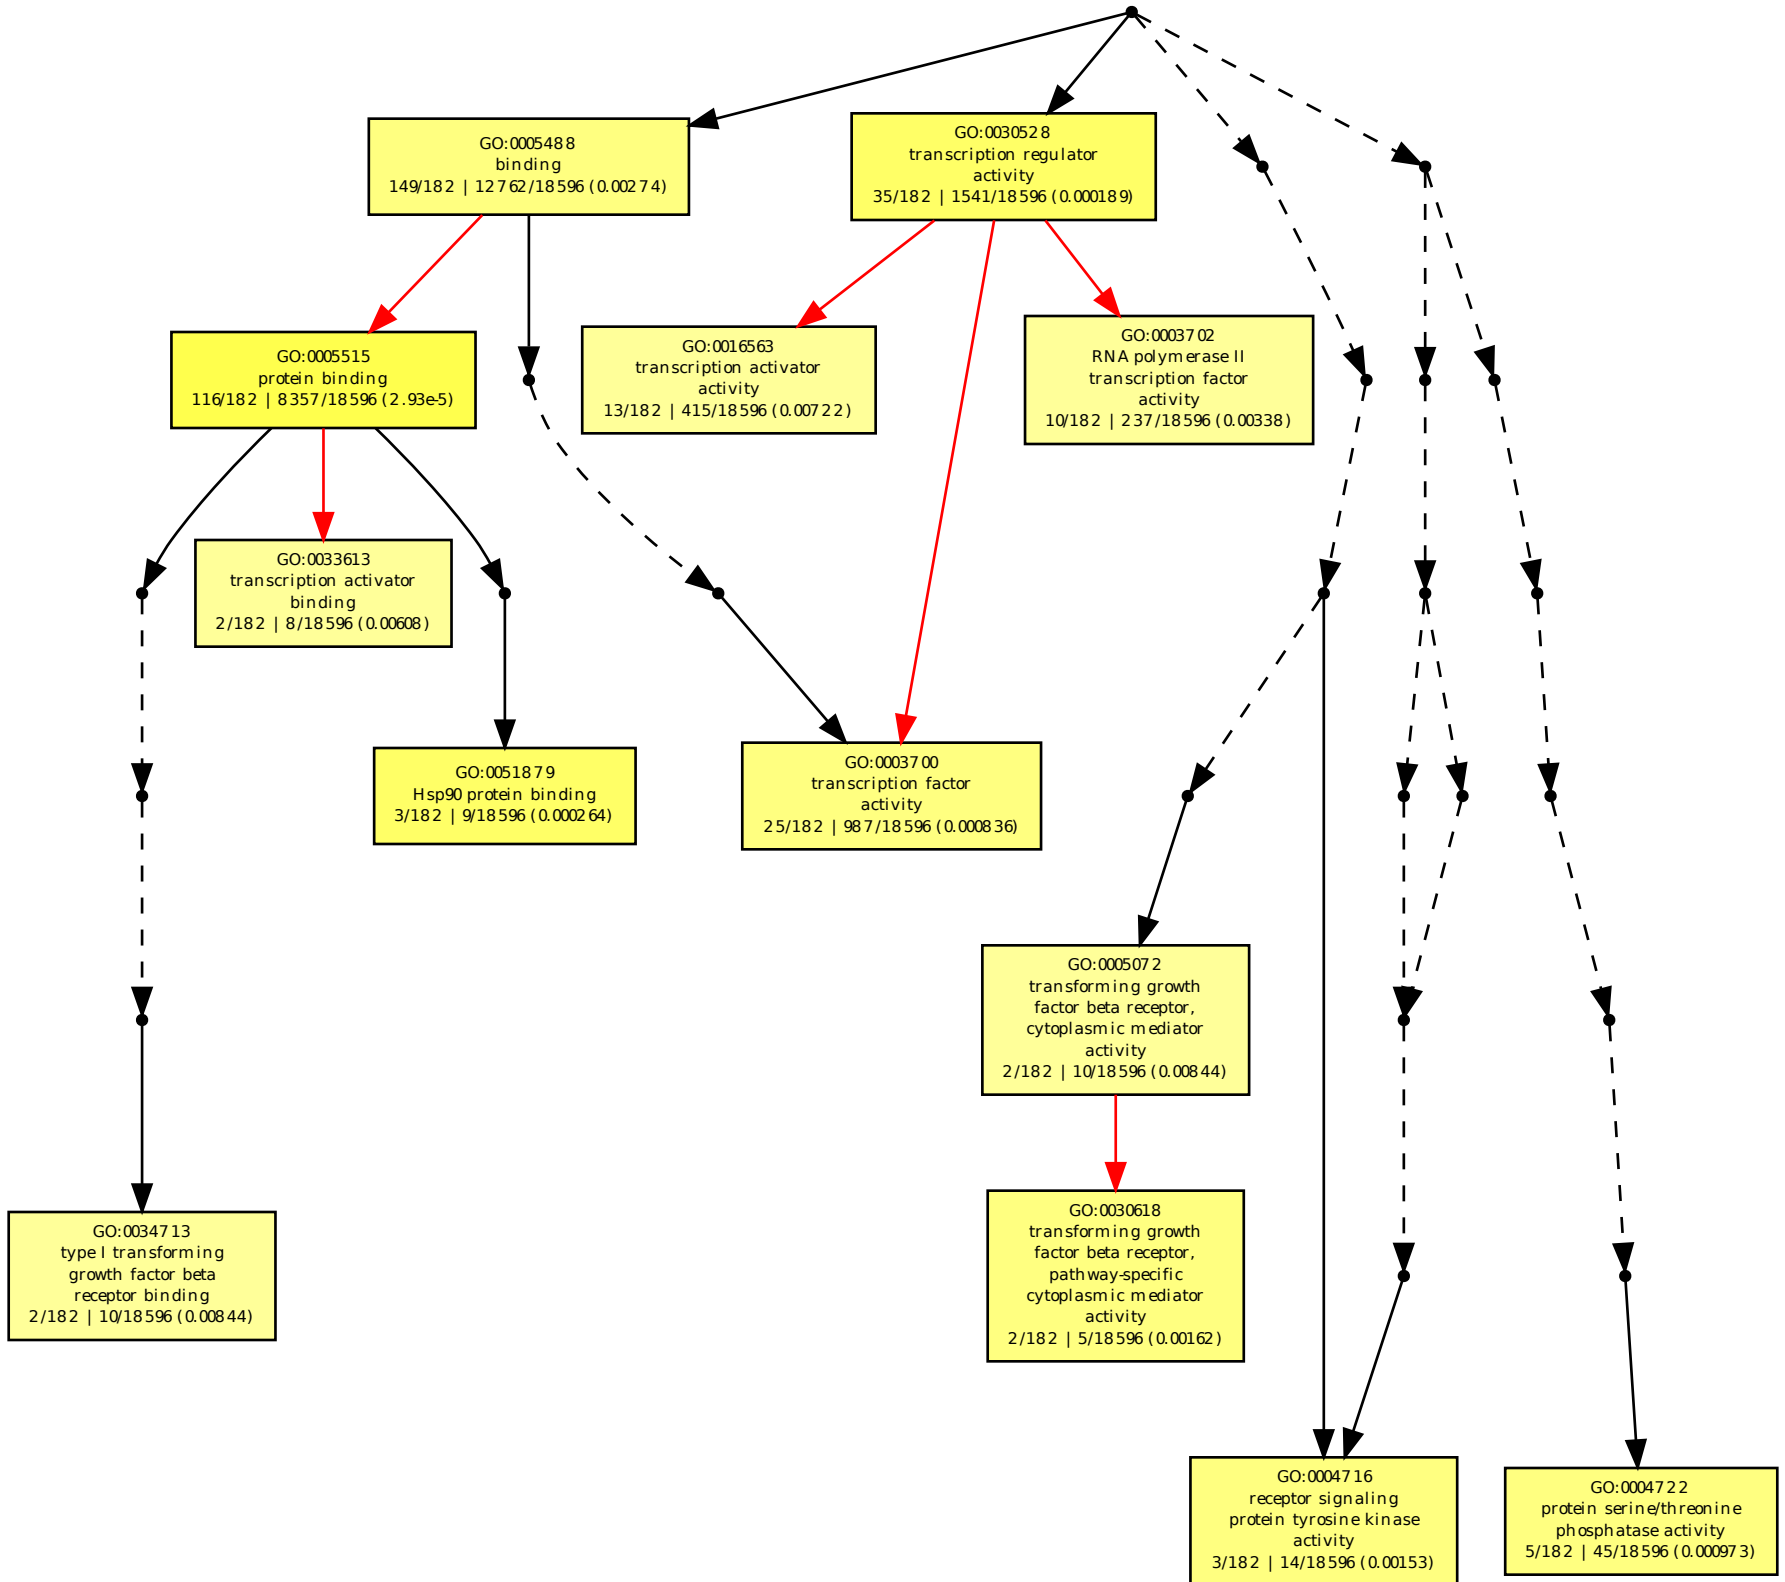 GO:0005488
binding
149/182 | 12762/18596 (0.00274)
GO:0030528
transcription regulator
activity
35/182 | 1541/18596 (0.000189)
GO:0005515
protein binding
116/182 | 8357/18596 (2.93e-5)
GO:0016563
transcription activator
activity
13/182 | 415/18596 (0.00722)
GO:0003702
RNA polymerase II
transcription factor
activity
10/182 | 237/18596 (0.00338)
GO:0033613
transcription activator
binding
2/182 | 8/18596 (0.00608)
GO:0051879
Hsp90 protein binding
3/182 | 9/18596 (0.000264)
GO:0003700
transcription factor
activity
25/182 | 987/18596 (0.000836)
GO:0005072
transforming growth
factor beta receptor,
cytoplasmic mediator
activity
2/182 | 10/18596 (0.00844)
GO:0034713
type I transforming
growth factor beta
receptor binding
2/182 | 10/18596 (0.00844)
GO:0030618
transforming growth
factor beta receptor,
pathway-specific
cytoplasmic mediator
activity
2/182 | 5/18596 (0.00162)
GO:0004716
receptor signaling
protein tyrosine kinase
activity
3/182 | 14/18596 (0.00153)
GO:0004722
protein serine/threonine
phosphatase activity
5/182 | 45/18596 (0.000973)